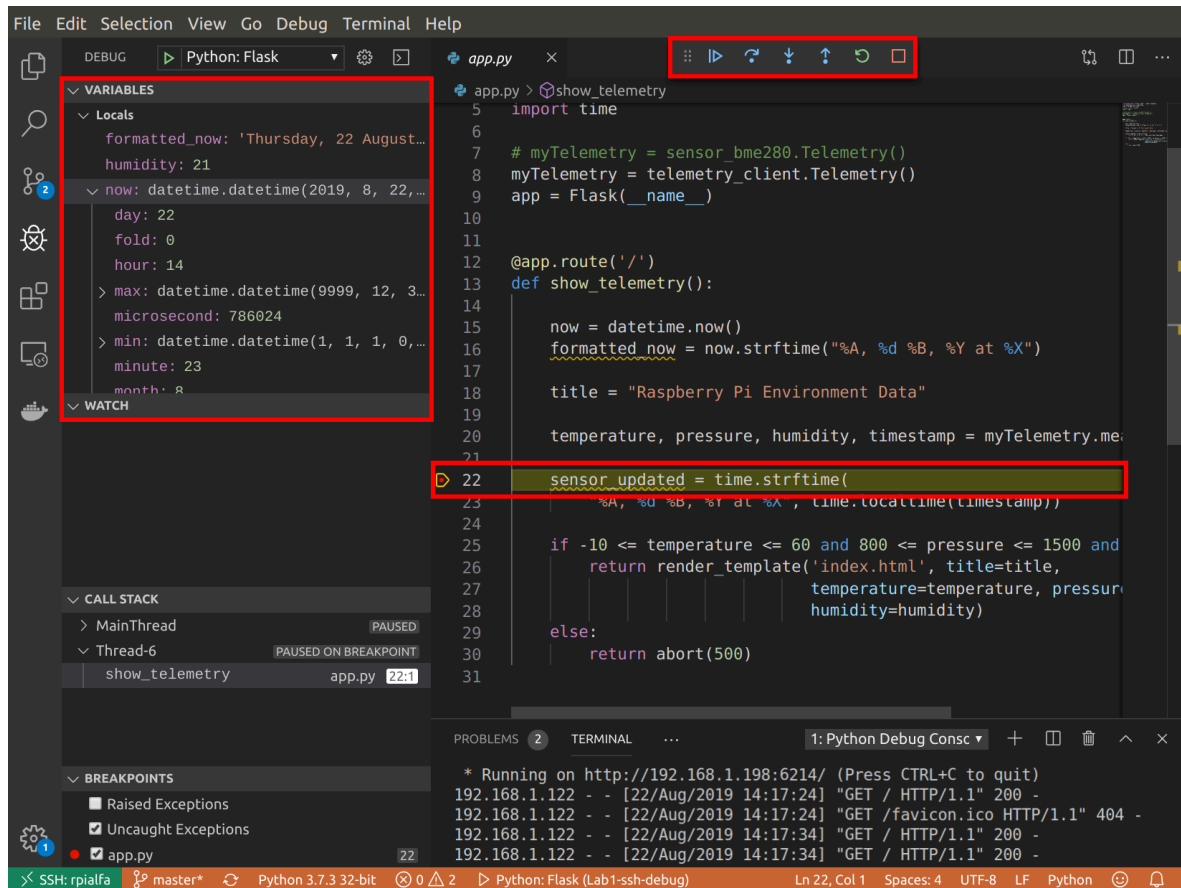 File Edit Selection View Go Debug Terminal Help
DEBUG Python: Flask
VARIABLES
Locals
formatted_now: 'Thursday, 22 August...
humidity: 21
now: datetime.datetime(2019, 8, 22,...
day: 22
fold: 0
hour: 14
max: datetime.datetime(9999, 12, 3...
microsecond: 786024
min: datetime.datetime(1, 1, 1, 0,...
minute: 23
month: 8
WATCH
CALL STACK
MainThread PAUSED
Thread-6 PAUSED ON BREAKPOINT
show_telemetry app.py 22:1
BREAKPOINTS
Raised Exceptions
Uncaught Exceptions
app.py 22
2
1
app.py
app.py > show_telemetry
5 import time
6
7 # myTelemetry = sensor_bme280.Telemetry()
8 myTelemetry = telemetry_client.Telemetry()
9 app = Flask(__name__)
10
11
12 @app.route('/')
13 def show_telemetry():
14
15 now = datetime.now()
16 formatted_now = now.strftime("%A, %d %B, %Y at %X")
17
18 title = "Raspberry Pi Environment Data"
19
20 temperature, pressure, humidity, timestamp = myTelemetry.mea
21
22 sensor_updated = time.strftime(
23 "%A, %d %B, %Y at %X", time.localtime(timestamp))
24
25 if -10 <= temperature <= 60 and 800 <= pressure <= 1500 and
26 return render_template('index.html', title=title,
27 temperature=temperature, pressure
28 humidity=humidity)
29 else:
30 return abort(500)
31
PROBLEMS 2 TERMINAL ... 1: Python Debug Consc
* Running on http://192.168.1.198:6214/ (Press CTRL+C to quit)
192.168.1.122 - - [22/Aug/2019 14:17:24] "GET / HTTP/1.1" 200 -
192.168.1.122 - - [22/Aug/2019 14:17:24] "GET /favicon.ico HTTP/1.1" 404 -
192.168.1.122 - - [22/Aug/2019 14:17:34] "GET / HTTP/1.1" 200 -
192.168.1.122 - - [22/Aug/2019 14:17:34] "GET / HTTP/1.1" 200 -
SSH: rpialfa master* Python 3.7.3 32-bit 0 2 Python: Flask (Lab1-ssh-debug) Ln 22, Col 1 Spaces: 4 UTF-8 LF Python